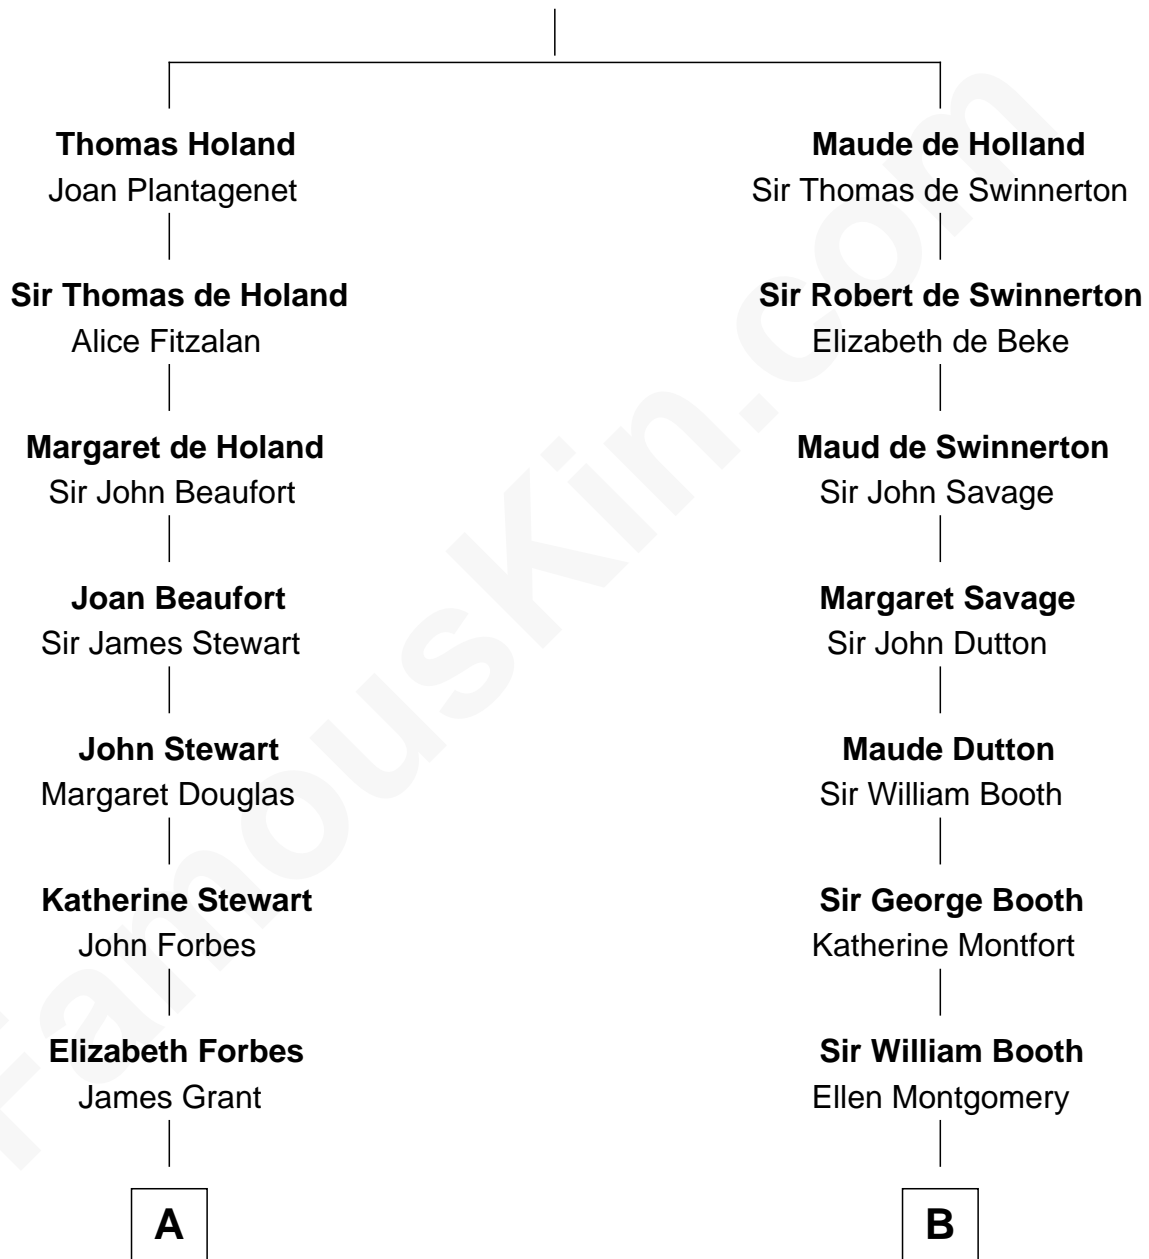 Thomas Holand
Joan Plantagenet
Maude de Holland
Sir Thomas de Swinnerton
Sir Thomas de Holand
Alice Fitzalan
Sir Robert de Swinnerton
Elizabeth de Beke
Margaret de Holand
Sir John Beaufort
Maud de Swinnerton
Sir John Savage
Joan Beaufort
Sir James Stewart
Margaret Savage
Sir John Dutton
John Stewart
Margaret Douglas
Maude Dutton
Sir William Booth
Katherine Stewart
John Forbes
Sir George Booth
Katherine Montfort
Elizabeth Forbes
James Grant
Sir William Booth
Ellen Montgomery
A
B
FamousKin.com